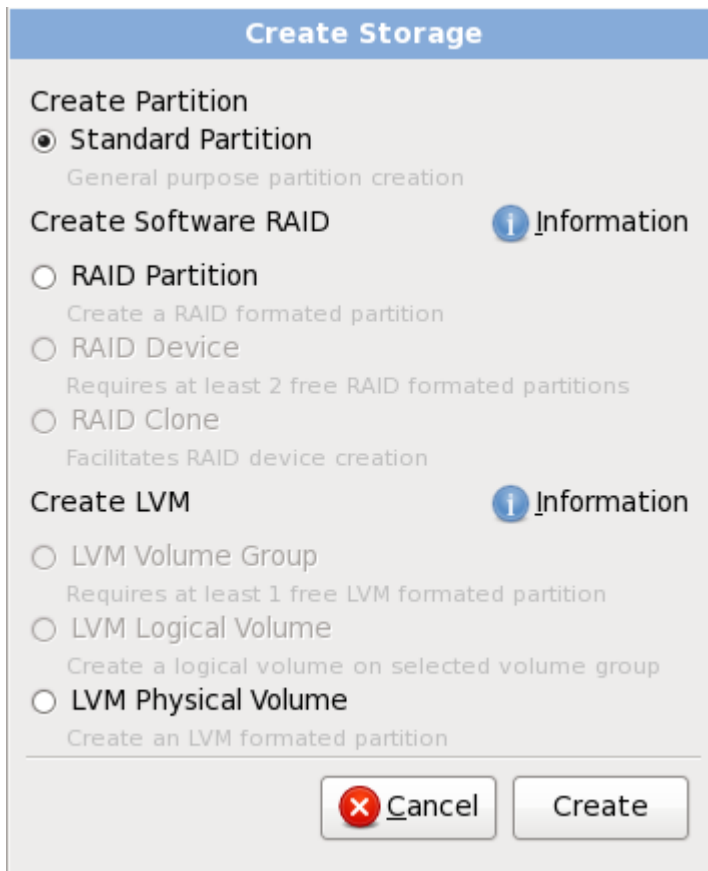 Create Storage
Create Partition
Standard Partition
General purpose partition creation
Create Software RAID
Information
RAID Partition
Create a RAID formated partition
RAID Device
Requires at least 2 free RAID formated partitions
RAID Clone
Facilitates RAID device creation
Create LVM
Information
LVM Volume Group
Requires at least 1 free LVM formated partition
LVM Logical Volume
Create a logical volume on selected volume group
LVM Physical Volume
Create an LVM formated partition
Cancel
Create